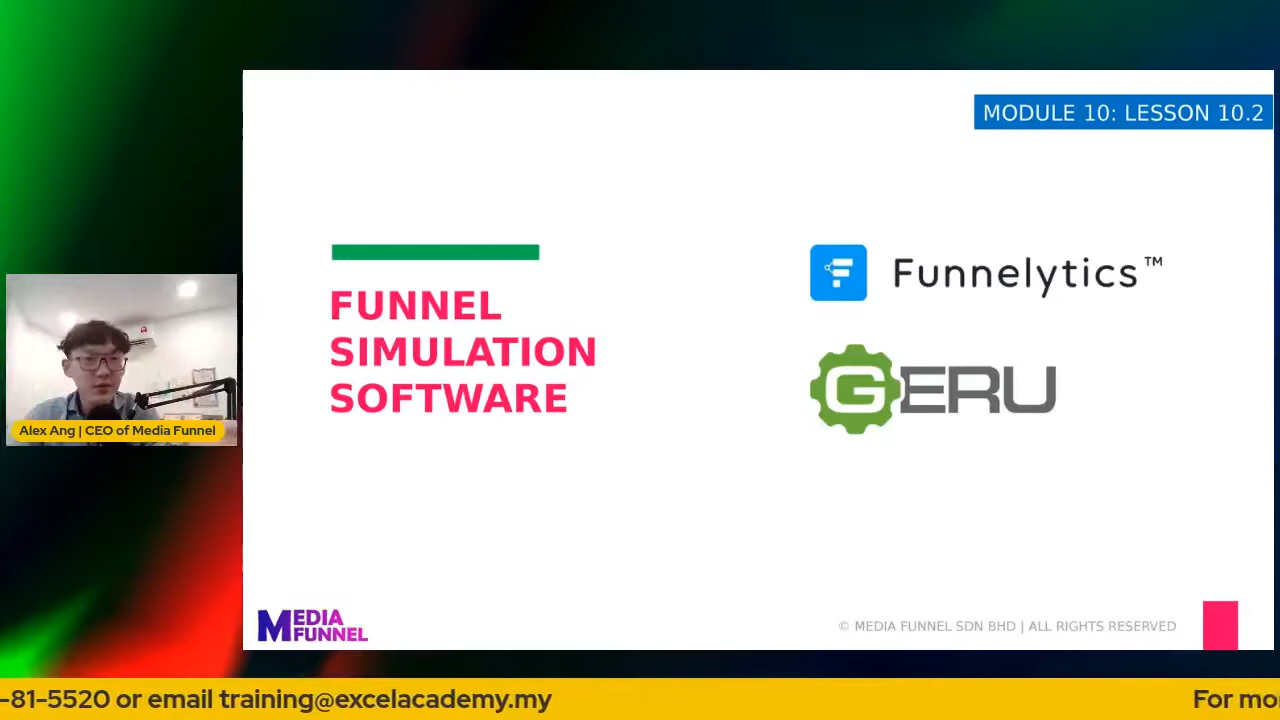 MODULE 10: LESSON 10.2
FUNNEL
SIMULATION
SOFTWARE
Funnelytics™
GERU
Alex Ang | CEO of Media Funnel
MEDIA
FUNNEL
© MEDIA FUNNEL SDN BHD | ALL RIGHTS RESERVED
-81-5520 or email training@excelacademy.my
For mo